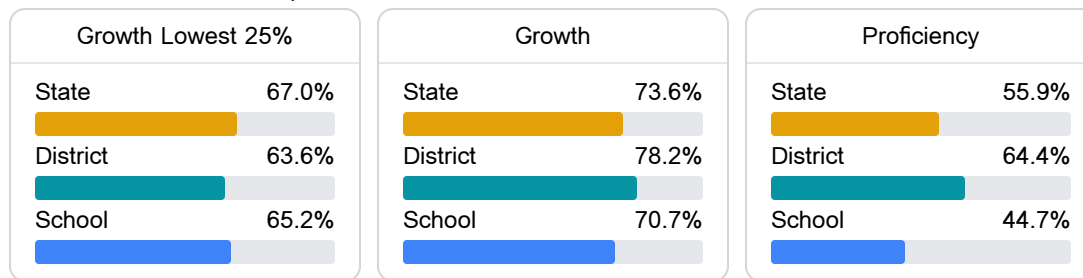 Growth Lowest 25%
State 67.0%
District 63.6%
School 65.2%
Growth
State 73.6%
District 78.2%
School 70.7%
Proficiency
State 55.9%
District 64.4%
School 44.7%